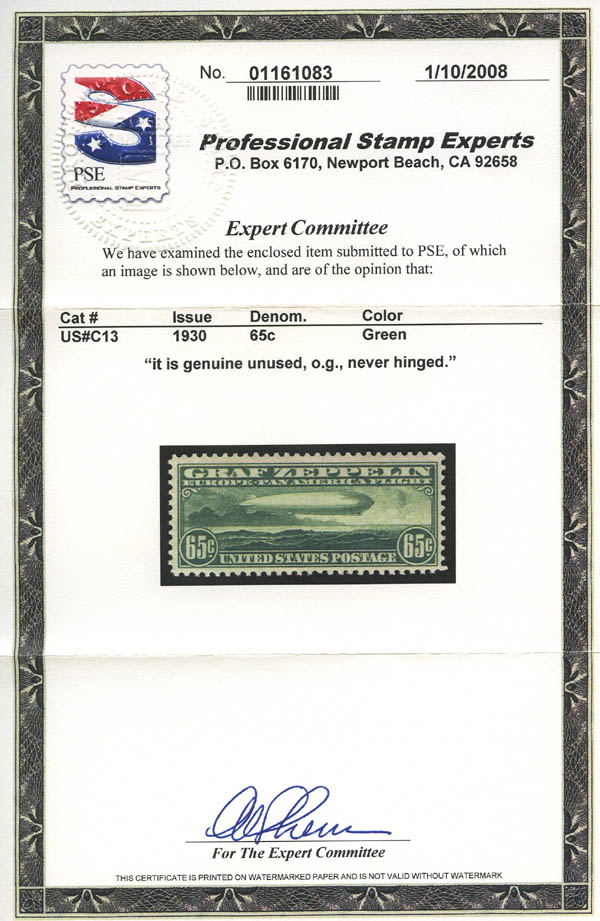 No. 01161083 1/10/2008
PSE
PROFESSIONAL STAMP EXPERTS
Professional Stamp Experts
P.O. Box 6170, Newport Beach, CA 92658
EXPERTS
Expert Committee
We have examined the enclosed item submitted to PSE, of which
an image is shown below, and are of the opinion that:
Cat # Issue Denom. Color
US#C13 1930 65c Green
“it is genuine unused, o.g., never hinged.”
GRAF ZEPPELIN
EUROPE-PAN AMERICA FLIGHT
65c 65c
UNITED STATES POSTAGE
For The Expert Committee
THIS CERTIFICATE IS PRINTED ON WATERMARKED PAPER AND IS NOT VALID WITHOUT WATERMARK